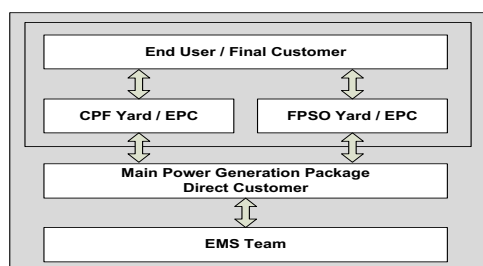 End User / Final Customer
CPF Yard / EPC
FPSO Yard / EPC
Main Power Generation Package
Direct Customer
EMS Team